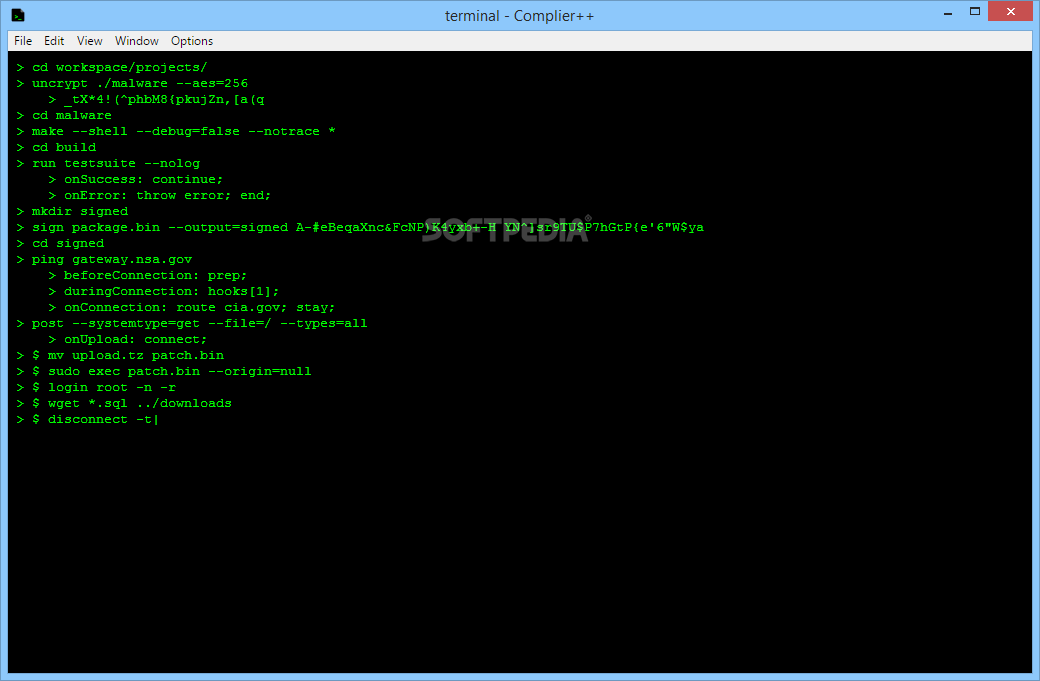 terminal - Complier++
File Edit View Window Options
> cd workspace/projects/
> uncrypt ./malware --aes=256
> _tX*4!(^phbM8{pkujZn,[a(q
> cd malware
> make --shell --debug=false --notrace *
> cd build
> run testsuite --nolog
> onSuccess: continue;
> onError: throw error; end;
> mkdir signed
> sign package.bin --output=signed A-#eBeqaXnc&FcNP)K4yxb+-H YN^jsr9TU$P7hGtP{e'6"W$ya
SOFTPEDIA®
> cd signed
> ping gateway.nsa.gov
> beforeConnection: prep;
> duringConnection: hooks[1];
> onConnection: route cia.gov; stay;
> post --systemtype=get --file=/ --types=all
> onUpload: connect;
> $ mv upload.tz patch.bin
> $ sudo exec patch.bin --origin=null
> $ login root -n -r
> $ wget *.sql ../downloads
> $ disconnect -t|